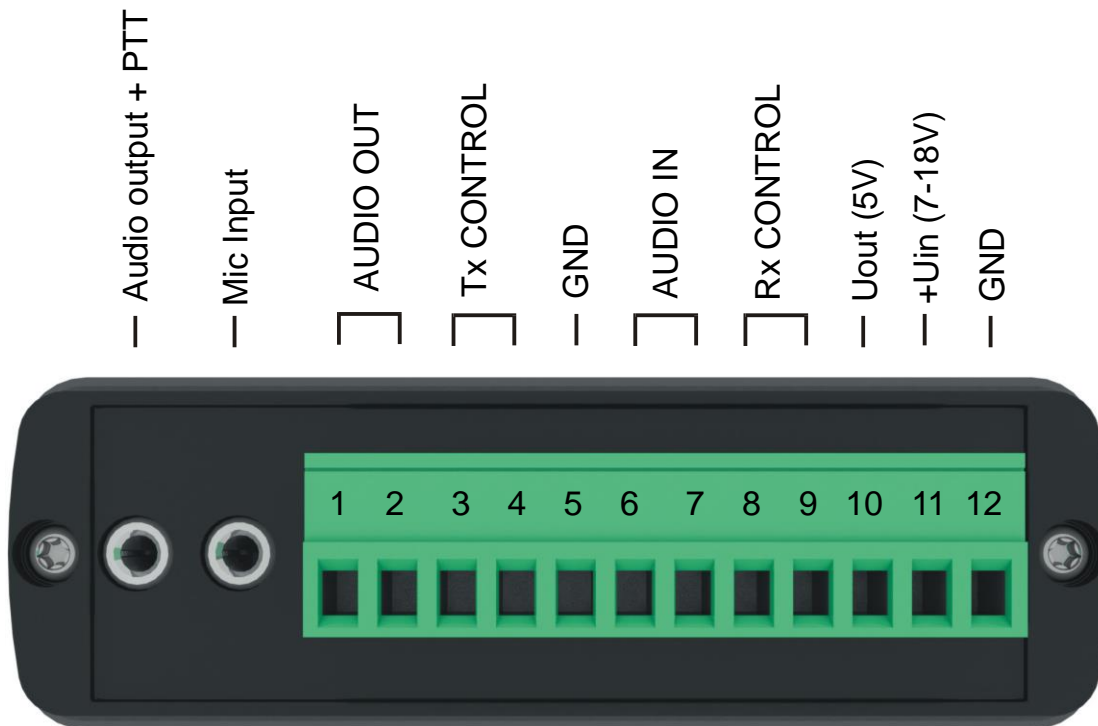 Audio output + PTT
Mic Input
AUDIO OUT
Tx CONTROL
GND
AUDIO IN
Rx CONTROL
Uout (5V)
+Uin (7-18V)
GND
1 2 3 4 5 6 7 8 9 10 11 12